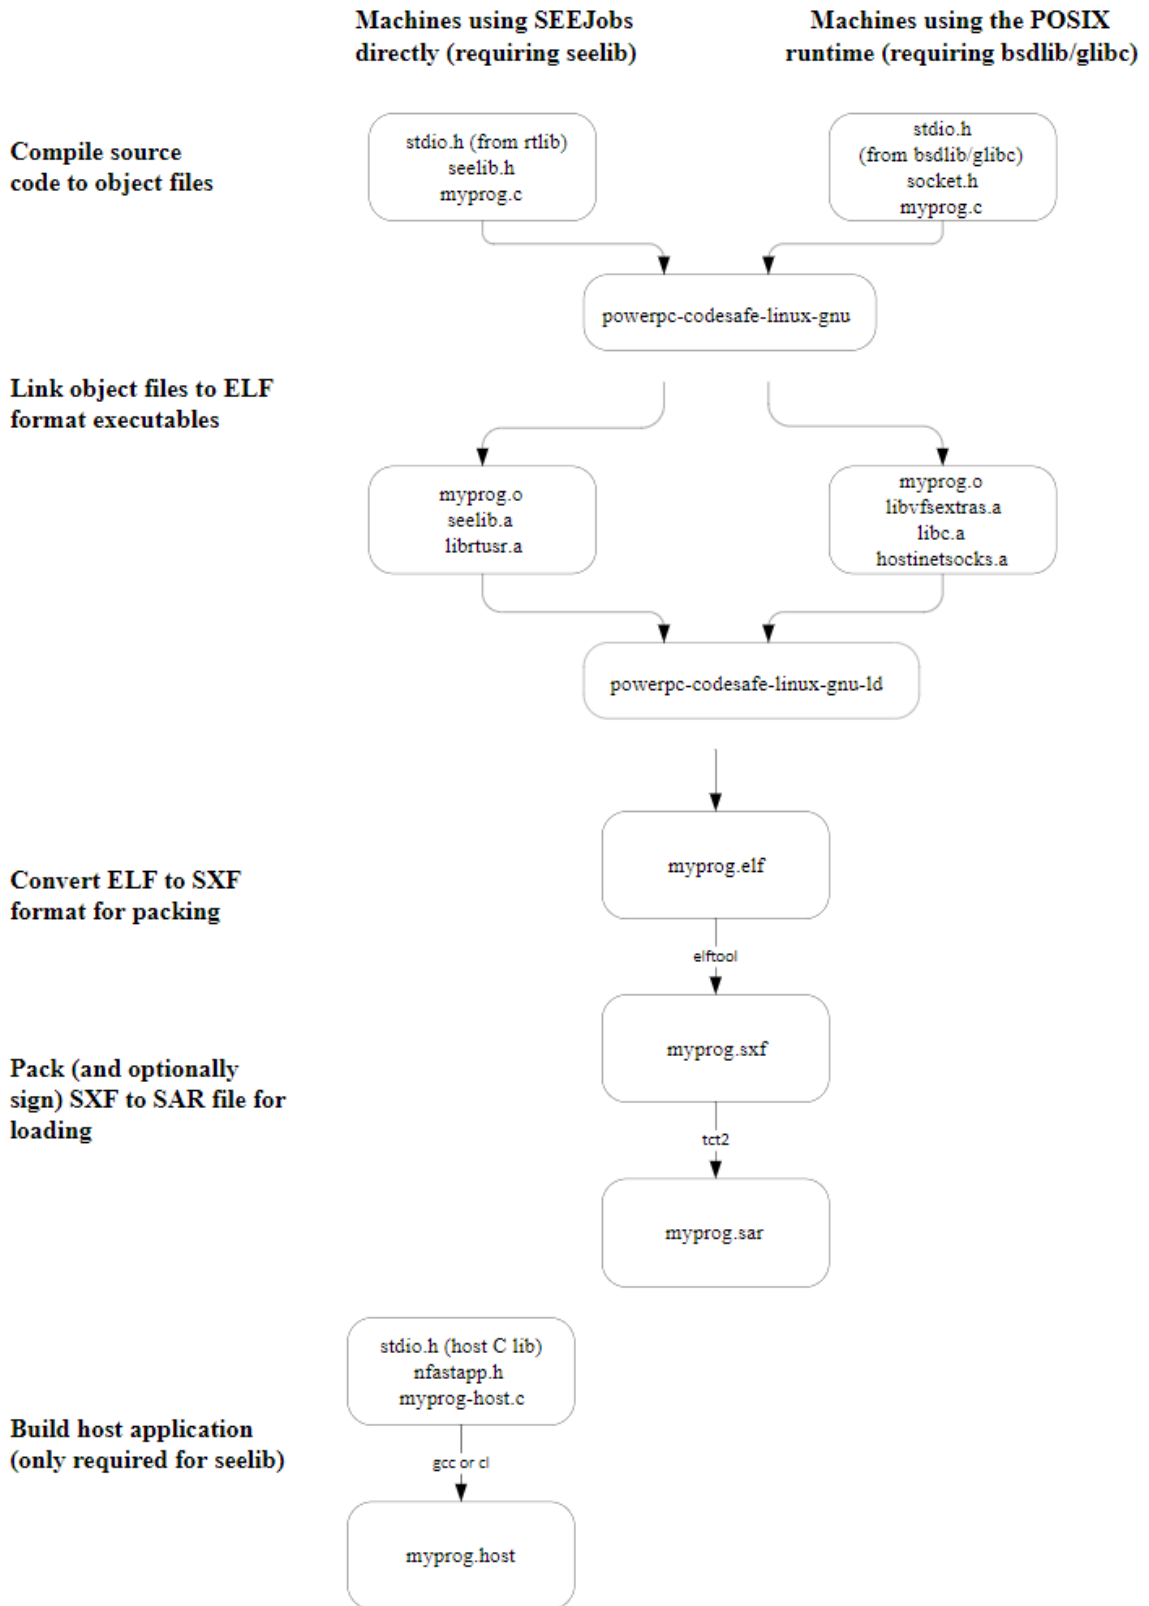 Machines using SEEJobs
directly (requiring seelib)
Machines using the POSIX
runtime (requiring bsdlib/glibc)
Compile source
code to object files
stdio.h (from rtlib)
seelib.h
myprog.c
stdio.h
(from bsdlib/glibc)
socket.h
myprog.c
powerpc-codesafe-linux-gnu
Link object files to ELF
format executables
myprog.o
seelib.a
librtusr.a
myprog.o
libvfsextras.a
libc.a
hostinetsocks.a
powerpc-codesafe-linux-gnu-ld
myprog.elf
Convert ELF to SXF
format for packing
elftool
myprog.sxf
Pack (and optionally
sign) SXF to SAR file for
loading
tct2
myprog.sar
stdio.h (host C lib)
nfastapp.h
myprog-host.c
Build host application
(only required for seelib)
gcc or cl
myprog.host